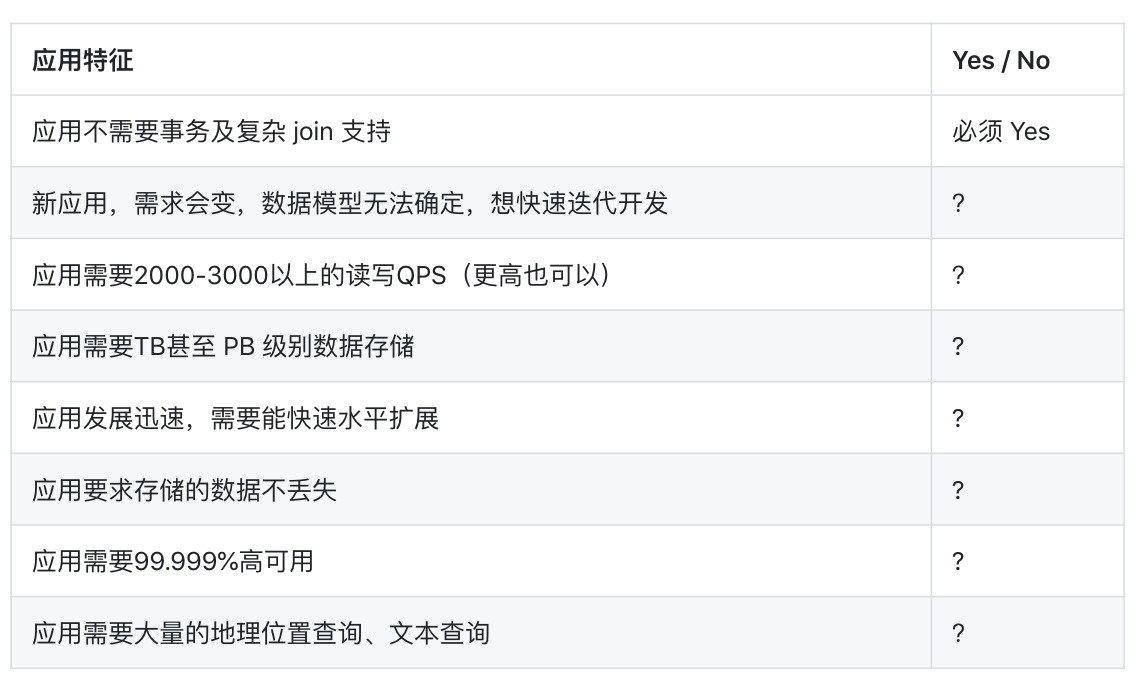 应用特征 Yes / No
应用不需要事务及复杂 join 支持 必须 Yes
新应用，需求会变，数据模型无法确定，想快速迭代开发 ?
应用需要2000-3000以上的读写QPS（更高也可以） ?
应用需要TB甚至 PB 级别数据存储 ?
应用发展迅速，需要能快速水平扩展 ?
应用要求存储的数据不丢失 ?
应用需要99.999%高可用 ?
应用需要大量的地理位置查询、文本查询 ?